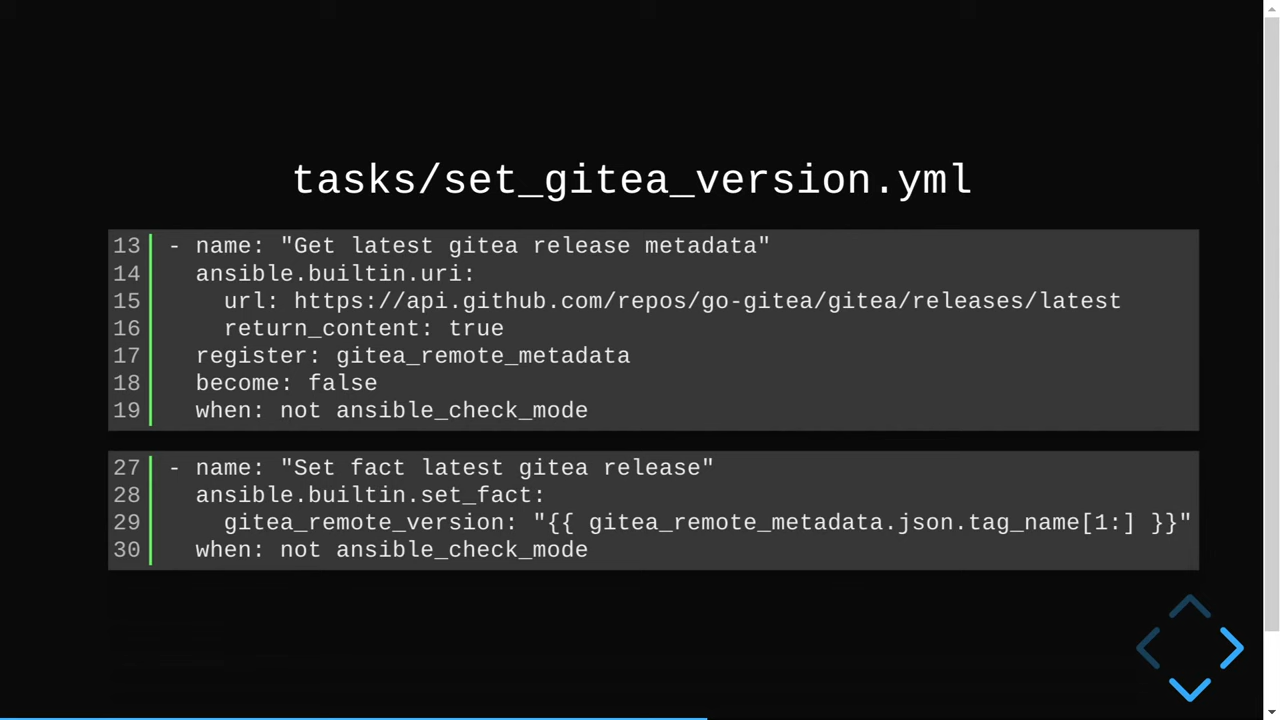 tasks/set_gitea_version.yml
13 - name: "Get latest gitea release metadata"
14   ansible.builtin.uri:
15     url: https://api.github.com/repos/go-gitea/gitea/releases/latest
16     return_content: true
17   register: gitea_remote_metadata
18   become: false
19   when: not ansible_check_mode
27 - name: "Set fact latest gitea release"
28   ansible.builtin.set_fact:
29     gitea_remote_version: "{{ gitea_remote_metadata.json.tag_name[1:] }}"
30   when: not ansible_check_mode